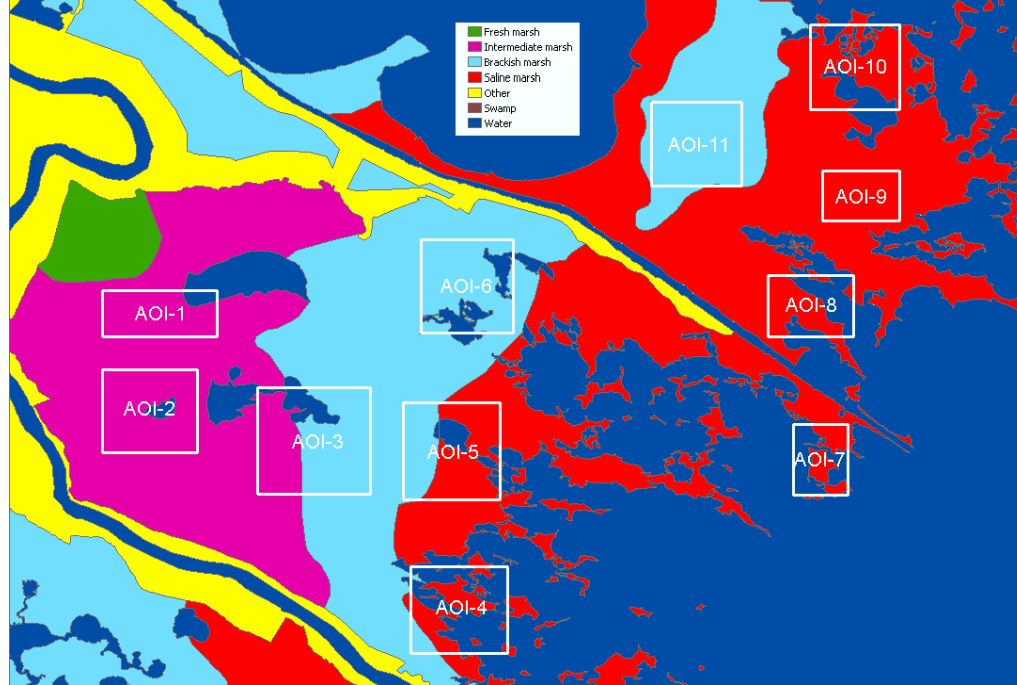 Fresh marsh
Intermediate marsh
Brackish marsh
Saline marsh
Other
Swamp
Water
AOI-10
AOI-11
AOI-9
AOI-6
AOI-8
AOI-1
AOI-2
AOI-3
AOI-5
AOI-7
AOI-4